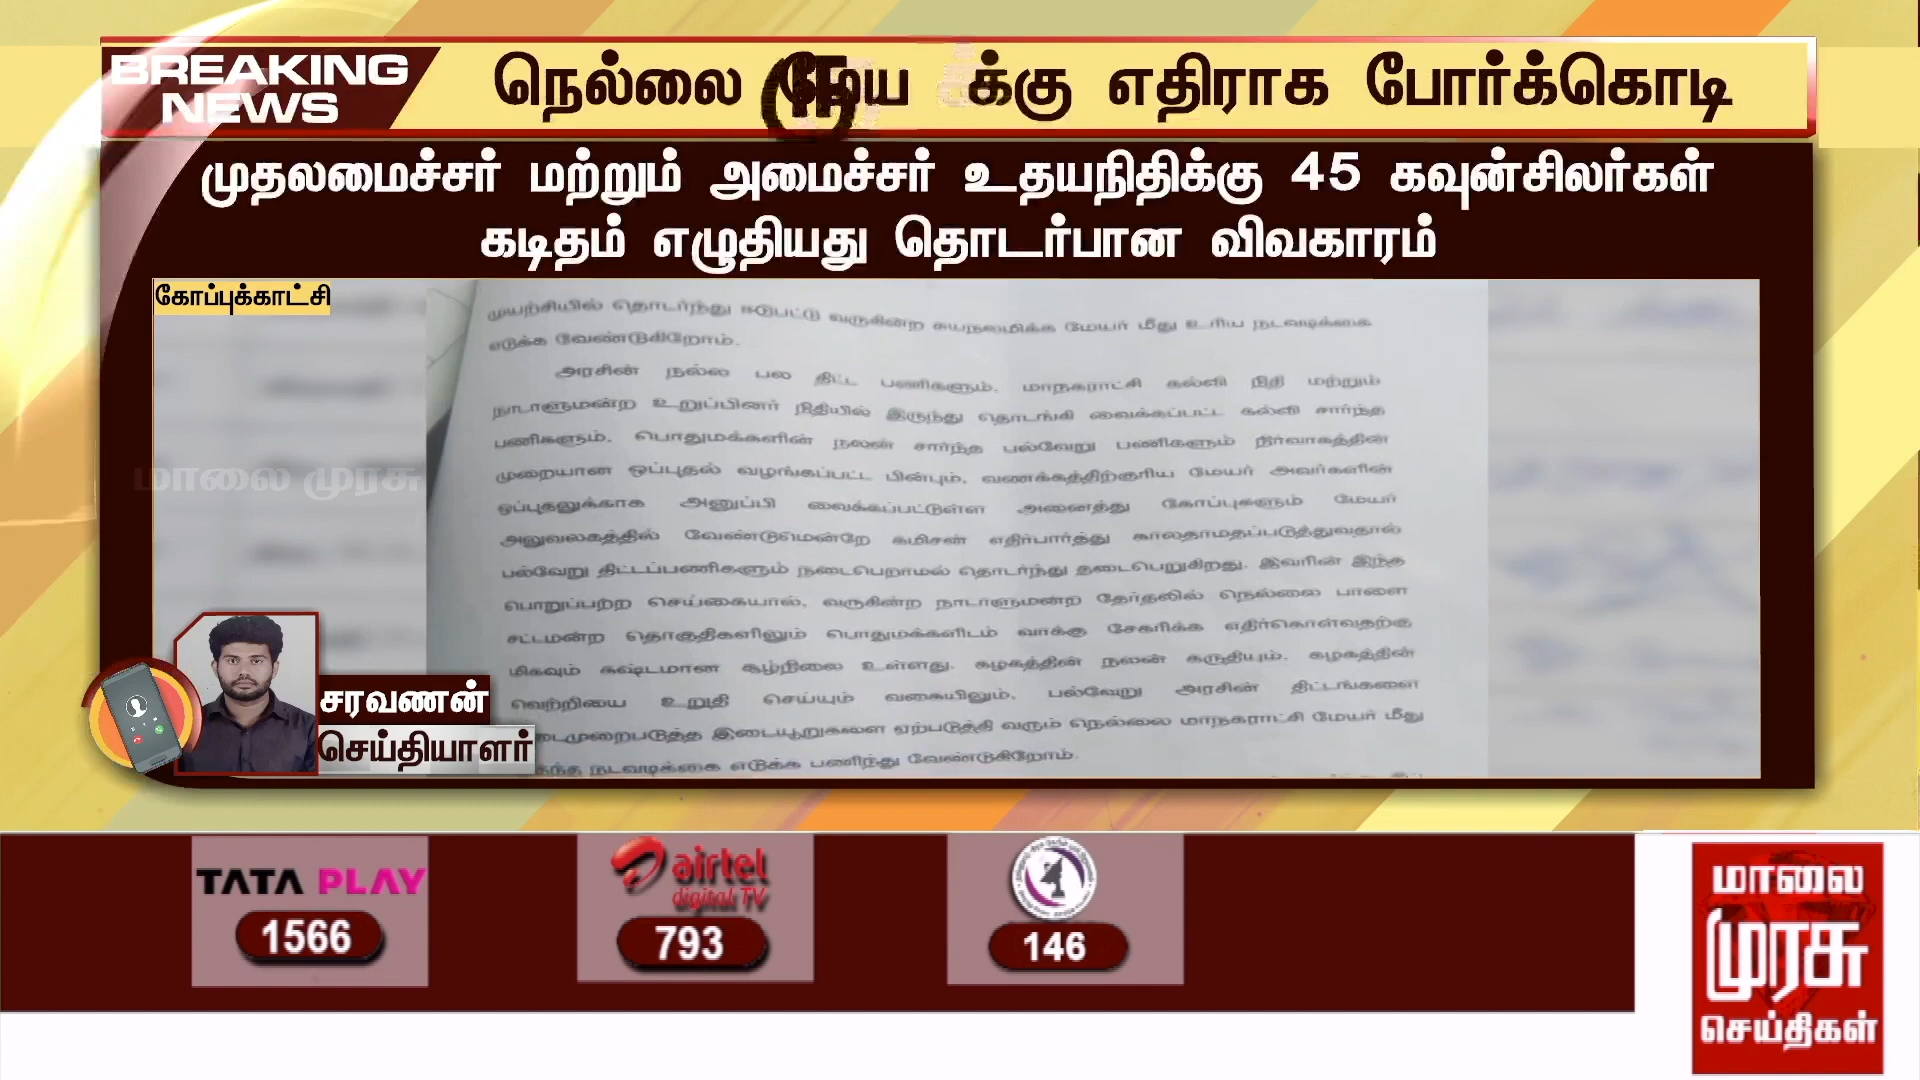 BREAKING
NEWS
நெல்லை க்கு எதிராக போர்க்கொடி
முதலமைச்சர் மற்றும் அமைச்சர் உதயநிதிக்கு 45 கவுன்சிலர்கள்
கடிதம் எழுதியது தொடர்பான விவகாரம்
கோப்புக்காட்சி
முயற்சியில் தொடர்ந்து ஈடுபட்டு வருகின்ற சுயநலமிக்க மேயர் மீது உரிய நடவடிக்கை
எடுக்க வேண்டுகிறோம்.
அரசின் நல்ல பல திட்ட பணிகளும், மாநகராட்சி கல்வி நிதி மற்றும்
நாடாளுமன்ற உறுப்பினர் நிதியில் இருந்து தொடங்கி வைக்கப்பட்ட கல்வி சார்ந்த
பணிகளும், பொதுமக்களின் நலன் சார்ந்த பல்வேறு பணிகளும் நிர்வாகத்தின்
முறையான ஒப்புதல் வழங்கப்பட்ட பின்பும், வணக்கத்திற்குரிய மேயர் அவர்களின்
ஒப்புதலுக்காக அனுப்பி வைக்கப்பட்டுள்ள அனைத்து கோப்புகளும் மேயர்
அலுவலகத்தில் வேண்டுமென்றே கமிசன் எதிர்பார்த்து காலதாமதப்படுத்துவதால்
பல்வேறு திட்டப்பணிகளும் நடைபெறாமல் தொடர்ந்து தடைபெறுகிறது. இவரின் இந்த
பொறுப்பற்ற செய்கையால், வருகின்ற நாடாளுமன்ற தேர்தலில் நெல்லை பாளை
சட்டமன்ற தொகுதிகளிலும் பொதுமக்களிடம் வாக்கு சேகரிக்க எதிர்கொள்வதற்கு
மிகவும் கஷ்டமான சூழ்நிலை உள்ளது. கழகத்தின் நலன் கருதியும், கழகத்தின்
வெற்றியை உறுதி செய்யும் வகையிலும், பல்வேறு அரசின் திட்டங்களை
டைமுறைபடுத்த இடையூறுகளை ஏற்படுத்தி வரும் நெல்லை மாநகராட்சி மேயர் மீது
நடவடிக்கை எடுக்க பணிந்து வேண்டுகிறோம்.
மாலை முரசு
சரவணன்
செய்தியாளர்
TATA PLAY
1566
airtel
digital TV
793
146
மாலை
முரசு
செய்திகள்